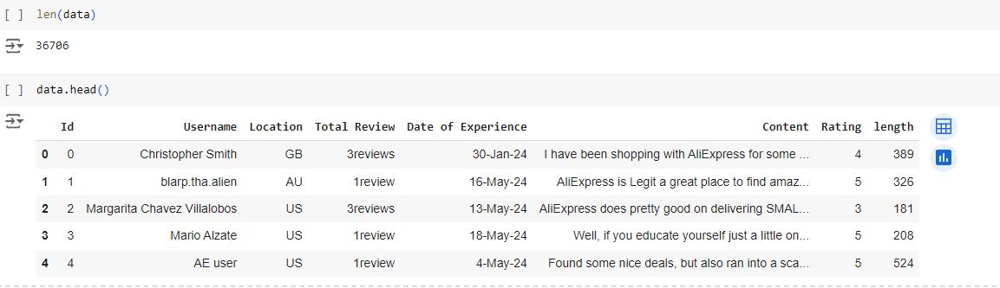 [ ] len(data)
36706
[ ] data.head()
Id Username Location Total Review Date of Experience Content Rating length
0 0 Christopher Smith GB 3reviews 30-Jan-24 I have been shopping with AliExpress for some ... 4 389
1 1 blarp.tha.alien AU 1review 16-May-24 AliExpress is Legit a great place to find amaz... 5 326
2 2 Margarita Chavez Villalobos US 3reviews 13-May-24 AliExpress does pretty good on delivering SMAL... 3 181
3 3 Mario Alzate US 1review 18-May-24 Well, if you educate yourself just a little on... 5 208
4 4 AE user US 1review 4-May-24 Found some nice deals, but also ran into a sca... 5 524